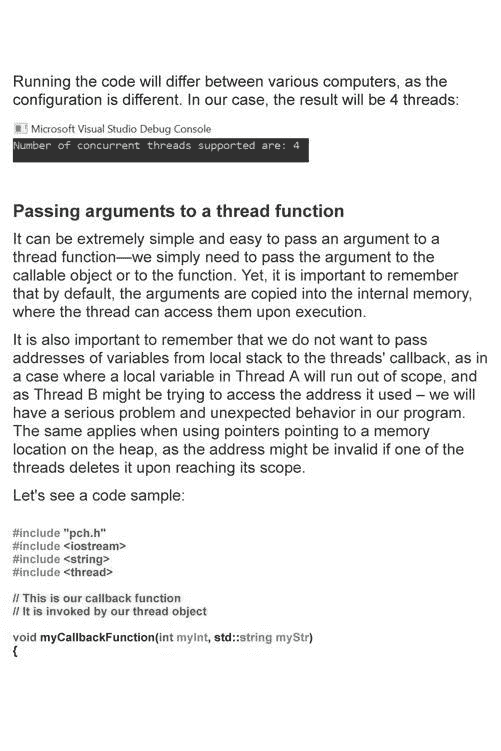 Running the code will differ between various computers, as the
configuration is different. In our case, the result will be 4 threads:
Microsoft Visual Studio Debug Console
Number of concurrent threads supported are: 4
Passing arguments to a thread function
It can be extremely simple and easy to pass an argument to a
thread function—we simply need to pass the argument to the
callable object or to the function. Yet, it is important to remember
that by default, the arguments are copied into the internal memory,
where the thread can access them upon execution.
It is also important to remember that we do not want to pass
addresses of variables from local stack to the threads' callback, as in
a case where a local variable in Thread A will run out of scope, and
as Thread B might be trying to access the address it used – we will
have a serious problem and unexpected behavior in our program.
The same applies when using pointers pointing to a memory
location on the heap, as the address might be invalid if one of the
threads deletes it upon reaching its scope.
Let's see a code sample:
#include "pch.h"
#include <iostream>
#include <string>
#include <thread>
// This is our callback function
// It is invoked by our thread object
void myCallbackFunction(int myInt, std::string myStr)
{